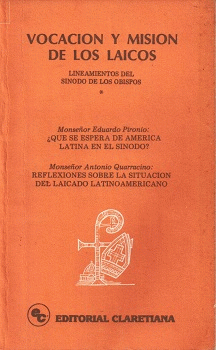 VOCACION Y MISION
DE LOS LAICOS
LINEAMIENTOS DEL
SINODO DE LOS OBISPOS
*
Monseñor Eduardo Pironio:
¿QUE SE ESPERA DE AMERICA
LATINA EN EL SINODO?
Monseñor Antonio Quarracino:
REFLEXIONES SOBRE LA SITUACION
DEL LAICADO LATINOAMERICANO
ec EDITORIAL CLARETIANA